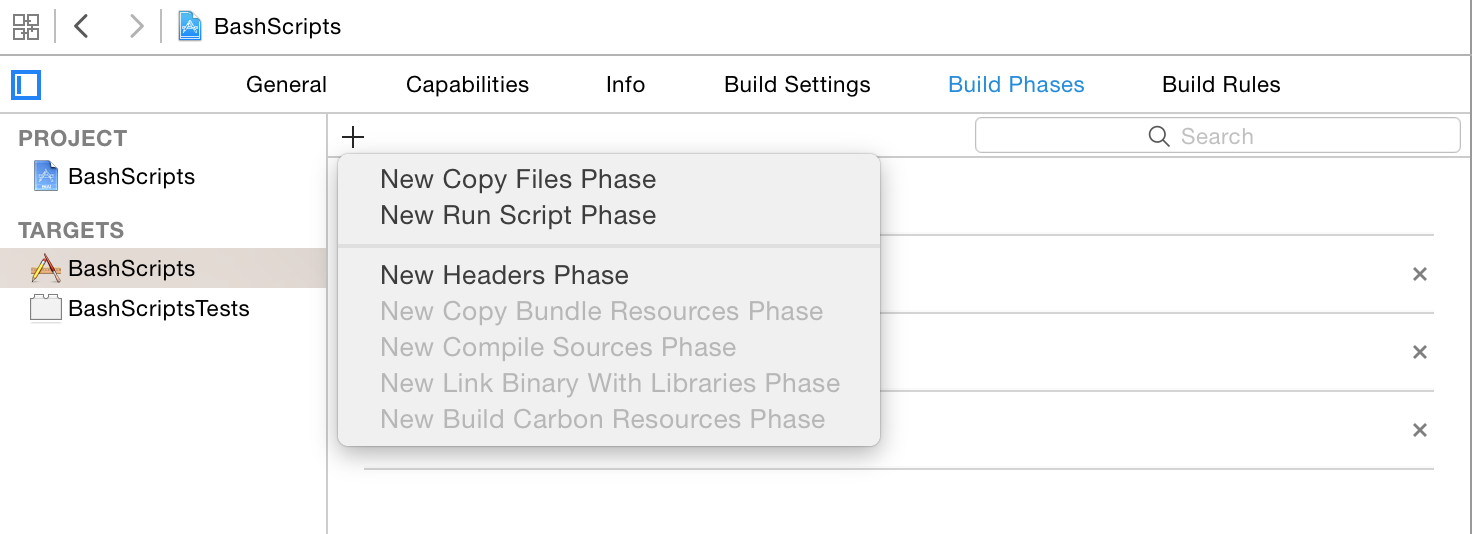 BashScripts
General Capabilities Info Build Settings Build Phases Build Rules
PROJECT
BashScripts
TARGETS
BashScripts
BashScriptsTests
Search
New Copy Files Phase
New Run Script Phase
New Headers Phase
New Copy Bundle Resources Phase
New Compile Sources Phase
New Link Binary With Libraries Phase
New Build Carbon Resources Phase